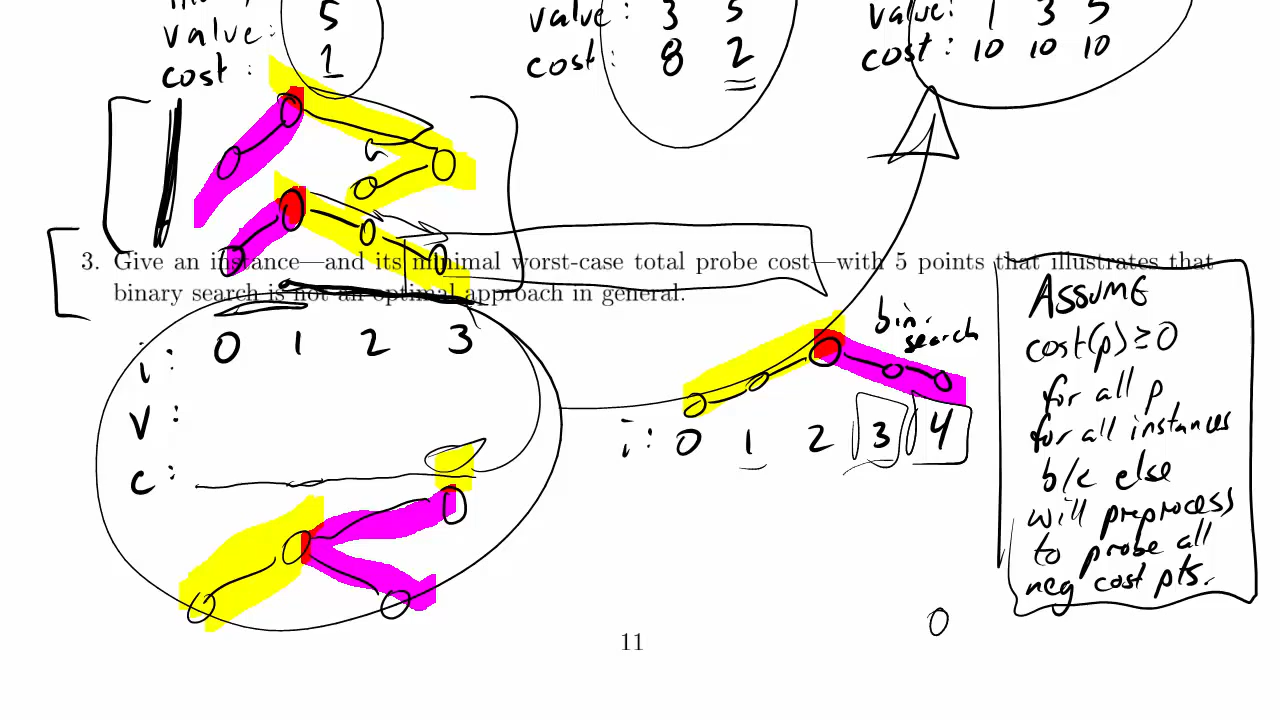 value: 5
cost: 1
value: 3 5
cost: 8 2
value: 1 3 5
cost: 10 10 10
3. Give an instance—and its minimal worst-case total probe cost—with 5 points that illustrates that
binary search is not an optimal approach in general.
i: 0 1 2 3
V:
C:
bin.
search
i: 0 1 2 3 4
ASSUME
cost(p) ≥ 0
for all p
for all instances
b/c else
will preprocess
to probe all
neg cost pts.
0
11